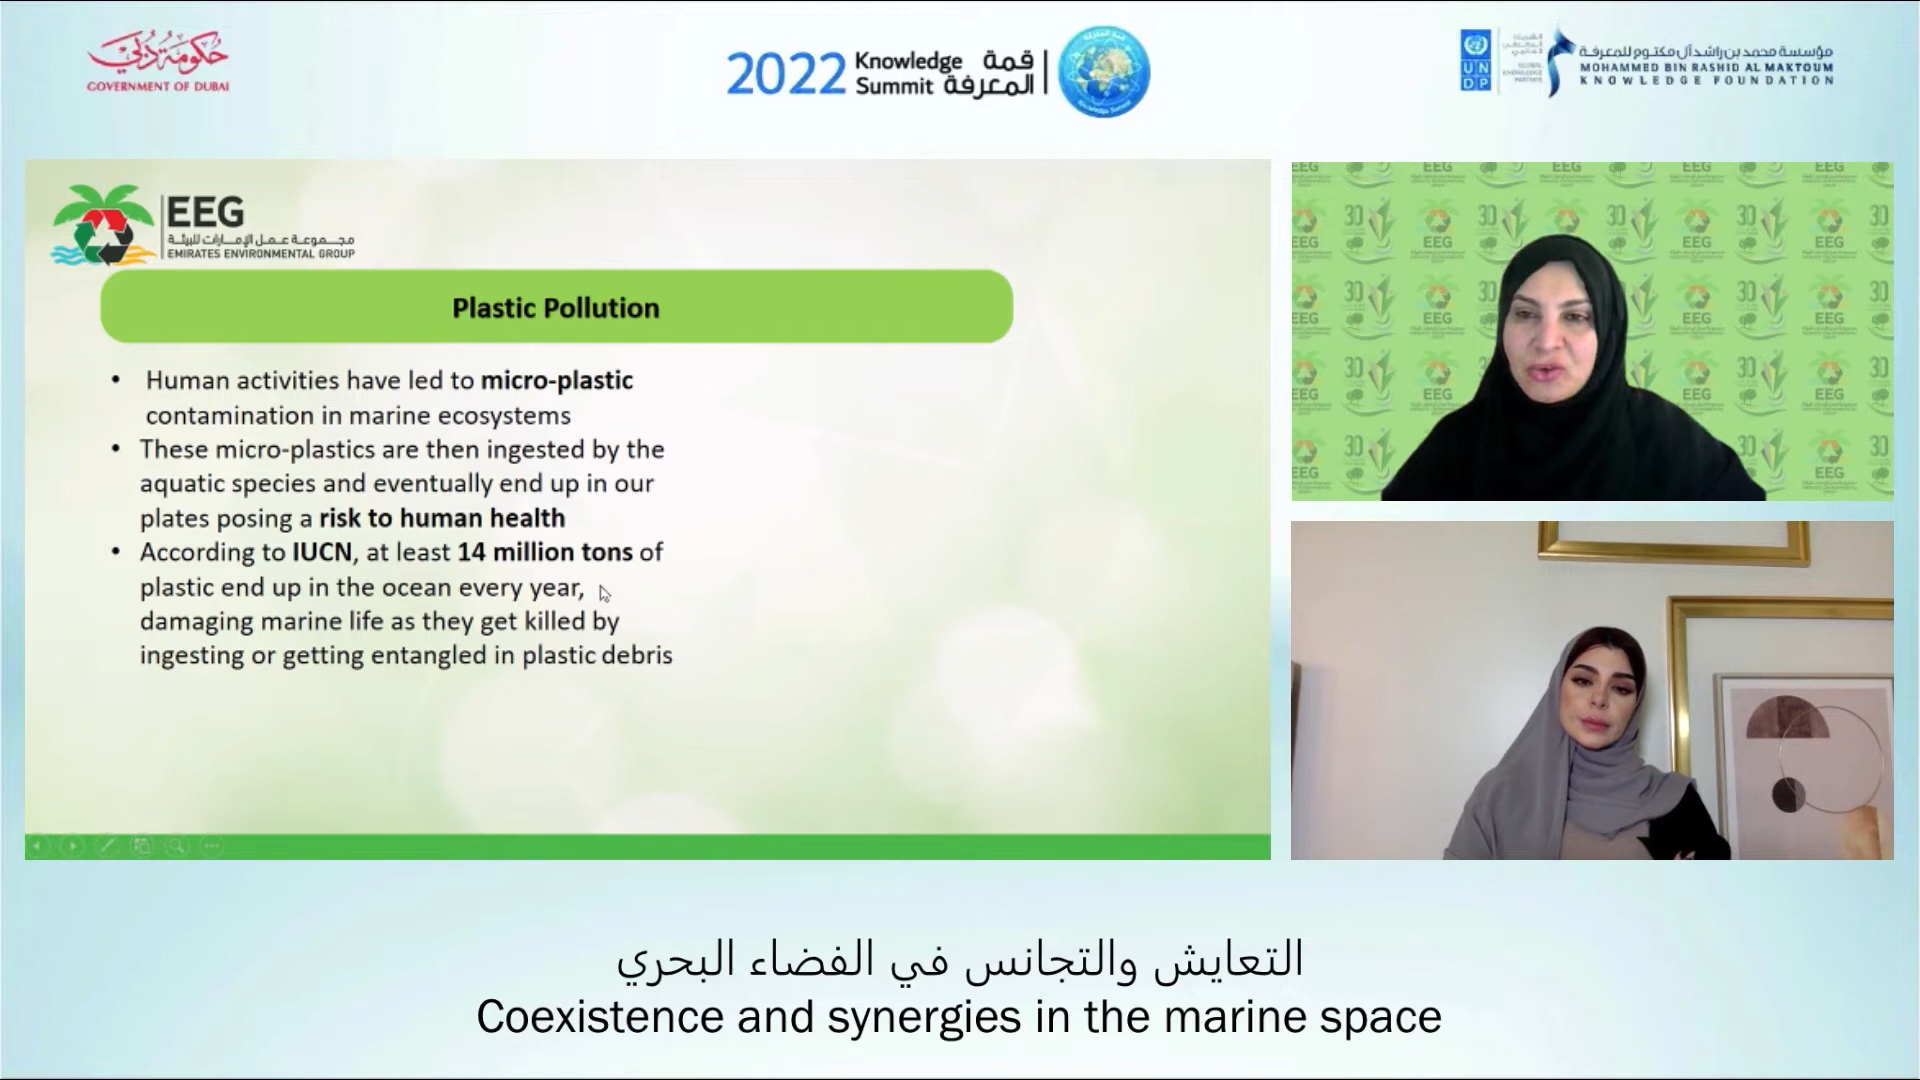 حكومة دبي
GOVERNMENT OF DUBAI
2022 Knowledge Summit
قمة المعرفة
UN
DP
مؤسسة محمد بن راشد آل مكتوم للمعرفة
MOHAMMED BIN RASHID AL MAKTOUM
KNOWLEDGE FOUNDATION
EEG
مجموعة عمل الإمارات للبيئة
EMIRATES ENVIRONMENTAL GROUP
Plastic Pollution
• Human activities have led to micro-plastic
contamination in marine ecosystems
• These micro-plastics are then ingested by the
aquatic species and eventually end up in our
plates posing a risk to human health
• According to IUCN, at least 14 million tons of
plastic end up in the ocean every year,
damaging marine life as they get killed by
ingesting or getting entangled in plastic debris
30 EEG
التعايش والتجانس في الفضاء البحري
Coexistence and synergies in the marine space